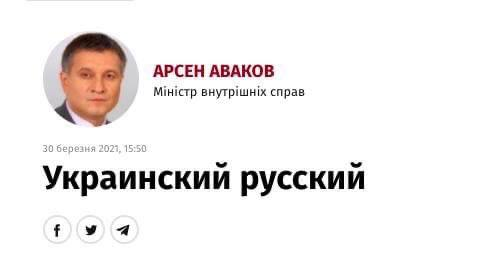 АРСЕН АВАКОВ
Міністр внутрішніх справ
30 березня 2021, 15:50
Украинский русский